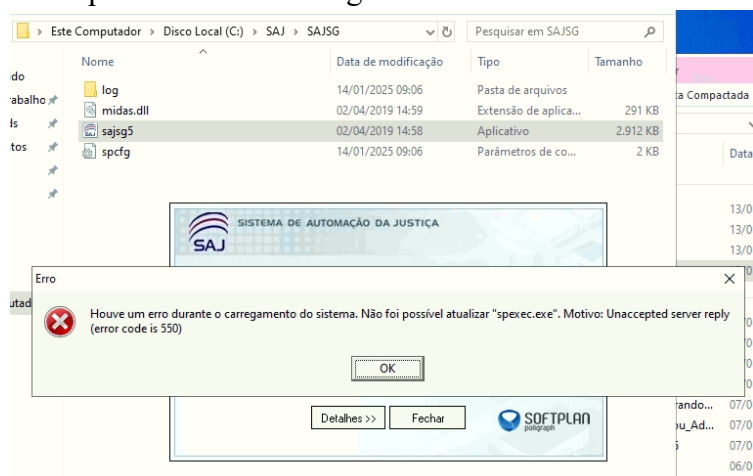 Este Computador > Disco Local (C:) > SAJ > SAJSG
Pesquisar em SAJSG
Nome Data de modificação Tipo Tamanho
log 14/01/2025 09:06 Pasta de arquivos
midas.dll 02/04/2019 14:59 Extensão de aplica... 291 KB
sajsg5 02/04/2019 14:58 Aplicativo 2.912 KB
spcfg 14/01/2025 09:06 Parâmetros de co... 2 KB
Compactada
Data
SISTEMA DE AUTOMAÇÃO DA JUSTIÇA
SAJ
Erro
Houve um erro durante o carregamento do sistema. Não foi possível atualizar "spexec.exe". Motivo: Unaccepted server reply
(error code is 550)
OK
Detalhes >> Fechar
SOFTPLAN
poligraph